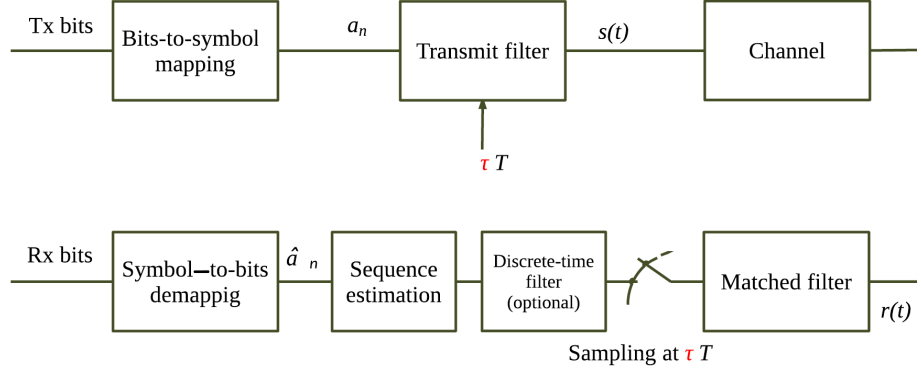 Tx bits
Bits-to-symbol
mapping
aₙ
Transmit filter
s(t)
Channel
τ T
Rx bits
Symbol–to-bits
demappig
â n
Sequence
estimation
Discrete-time
filter
(optional)
Matched filter
r(t)
Sampling at τ T